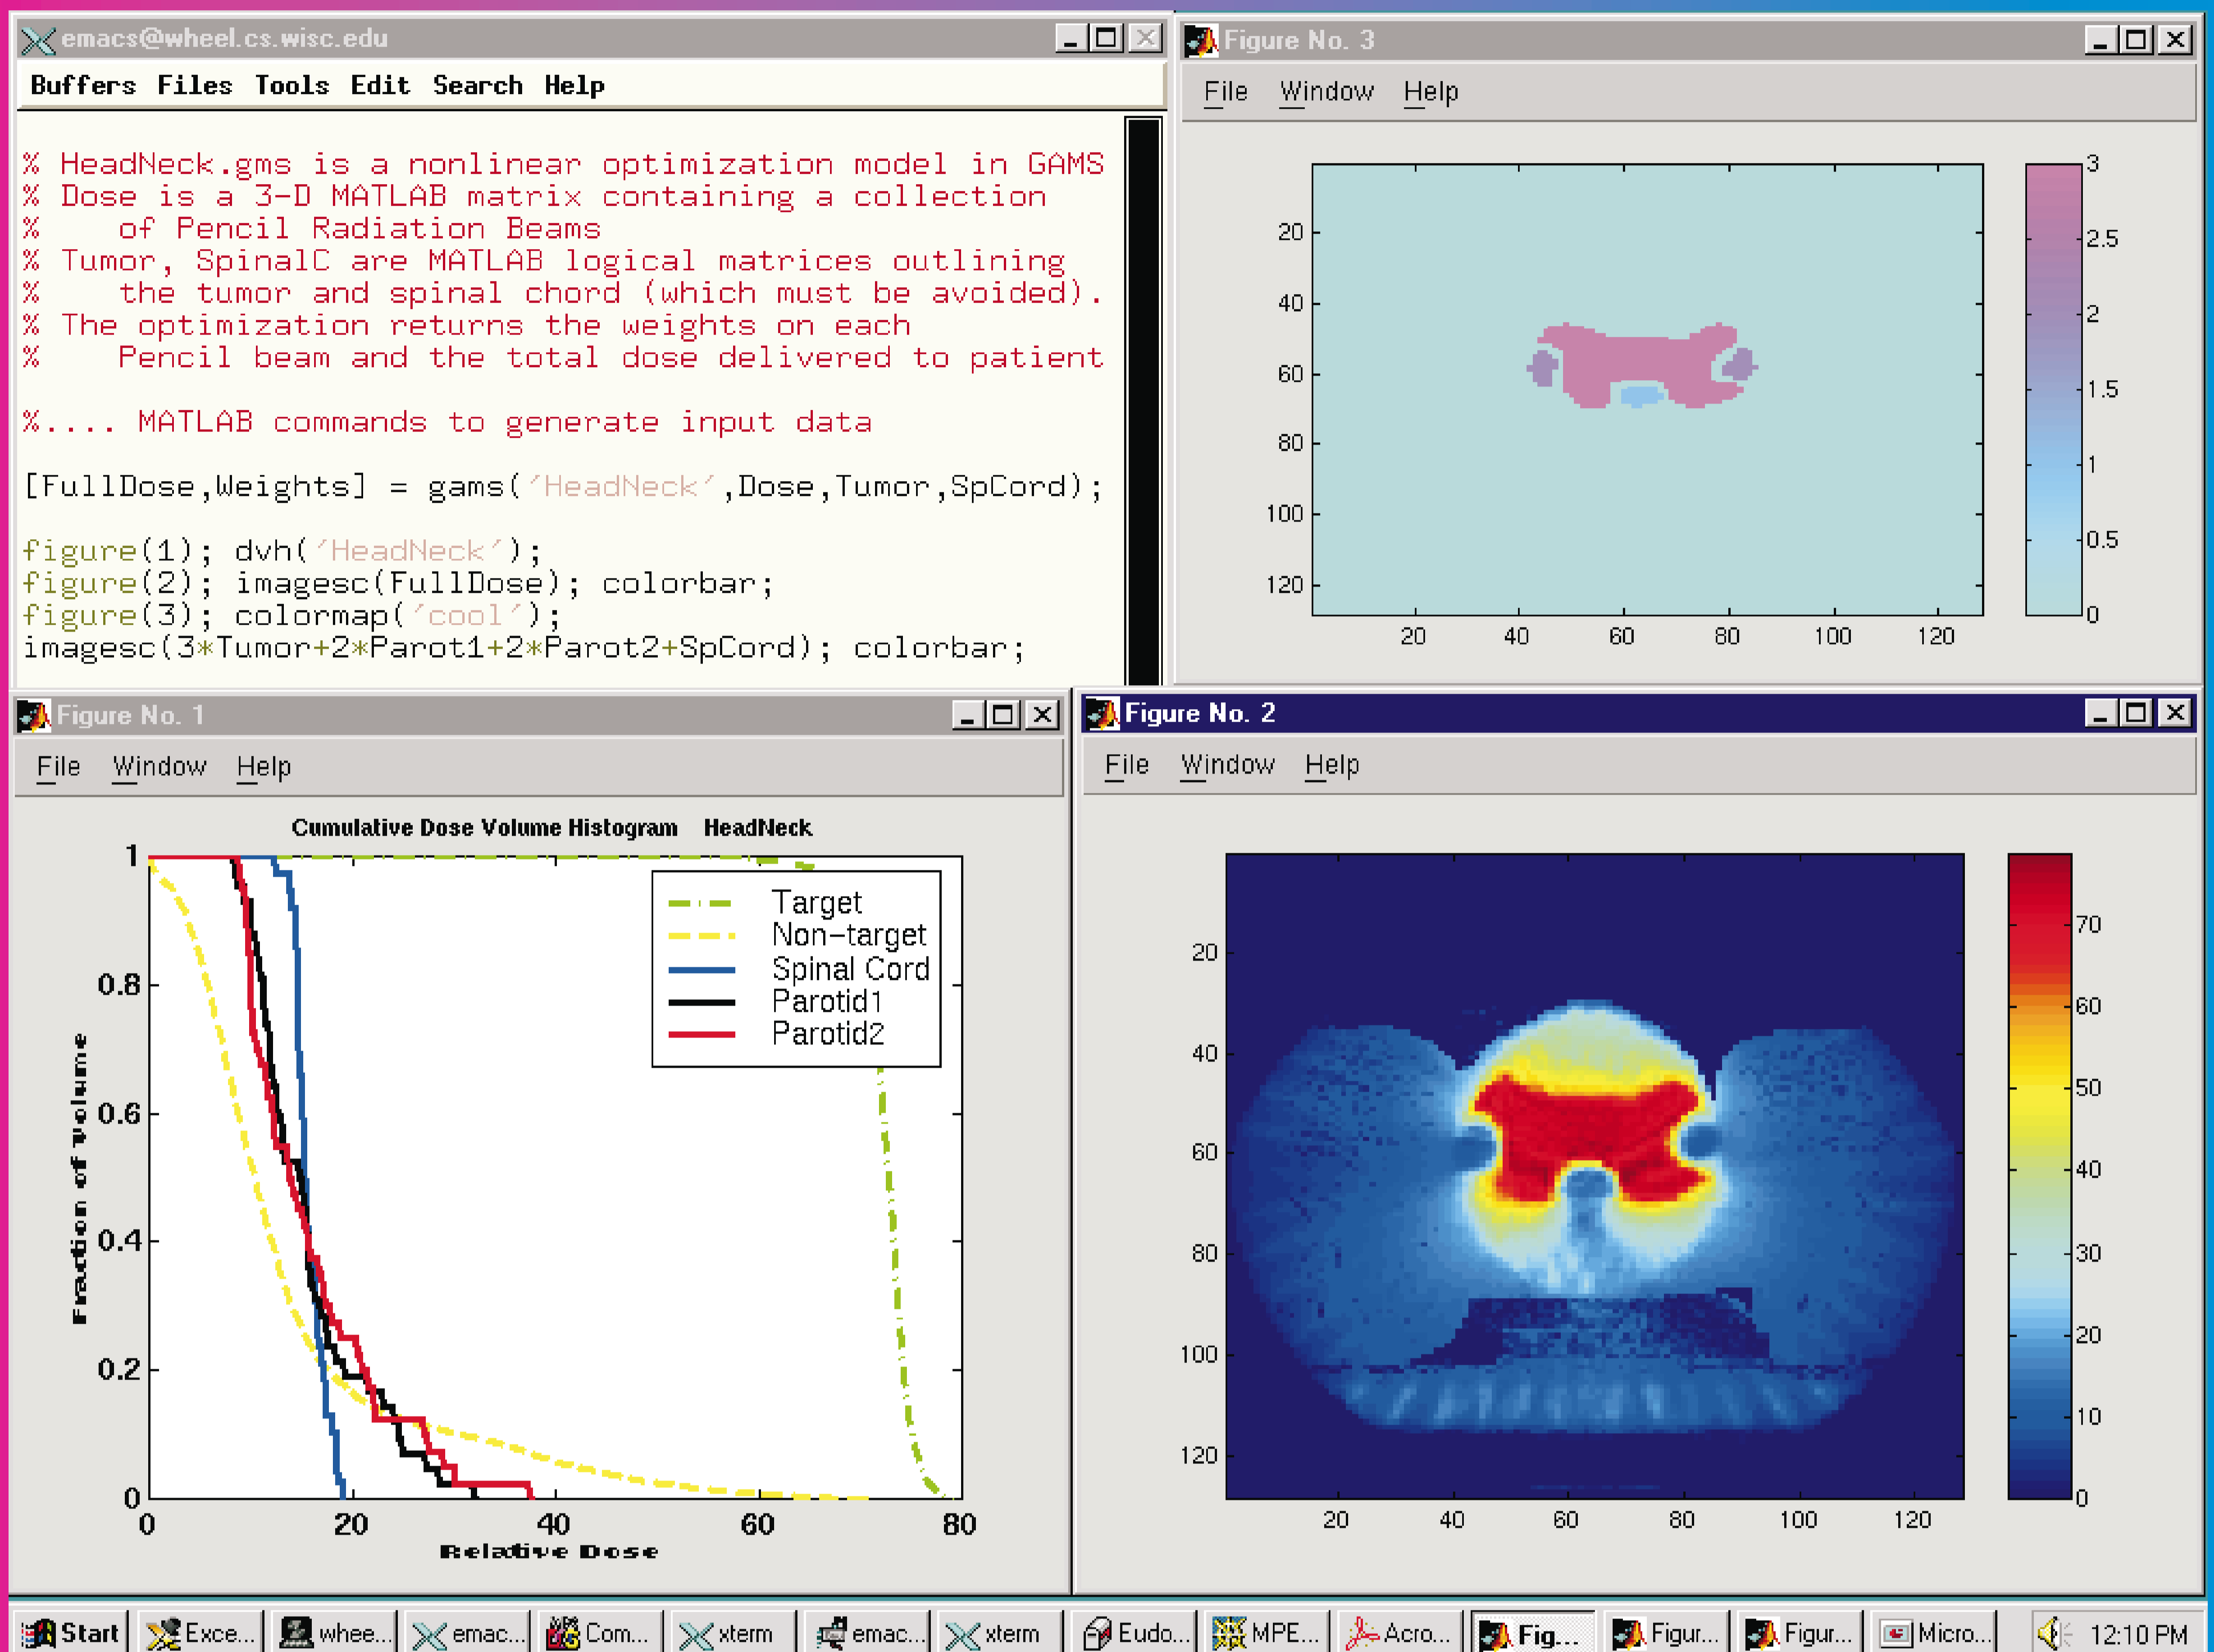 emacs@wheel.cs.wisc.edu
Buffers Files Tools Edit Search Help
% HeadNeck.gms is a nonlinear optimization model in GAMS
% Dose is a 3-D MATLAB matrix containing a collection
%    of Pencil Radiation Beams
% Tumor, SpinalC are MATLAB logical matrices outlining
%    the tumor and spinal chord (which must be avoided).
% The optimization returns the weights on each
%    Pencil beam and the total dose delivered to patient
%.... MATLAB commands to generate input data
[FullDose,Weights] = gams('HeadNeck',Dose,Tumor,SpCord);
figure(1); dvh('HeadNeck');
figure(2); imagesc(FullDose); colorbar;
figure(3); colormap('cool');
imagesc(3*Tumor+2*Parot1+2*Parot2+SpCord); colorbar;
Figure No. 3
File Window Help
20
40
60
80
100
120
20 40 60 80 100 120
3
2.5
2
1.5
1
0.5
0
Figure No. 1
File Window Help
Cumulative Dose Volume Histogram HeadNeck
Fraction of Volume
1
0.8
0.6
0.4
0.2
0
0 20 40 60 80
Relative Dose
Target
Non-target
Spinal Cord
Parotid1
Parotid2
Figure No. 2
File Window Help
20
40
60
80
100
120
20 40 60 80 100 120
70
60
50
40
30
20
10
0
Start Exce... whee... emac... Com... xterm emac... xterm Eudo... MPE... Acro... Fig... Figur... Figur... Micro... 12:10 PM